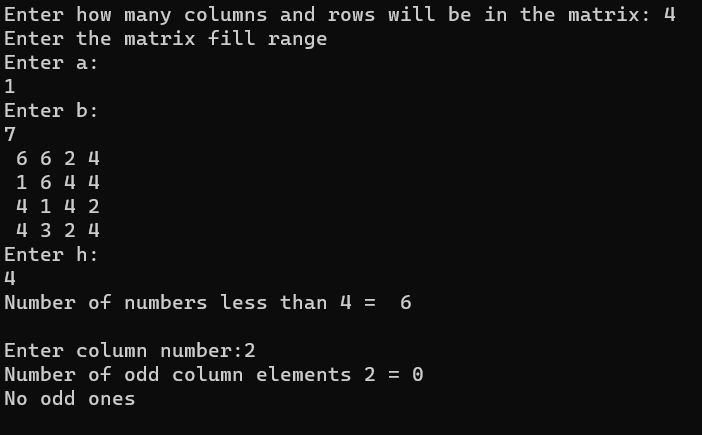 Enter how many columns and rows will be in the matrix: 4
Enter the matrix fill range
Enter a:
1
Enter b:
7
6 6 2 4
1 6 4 4
4 1 4 2
4 3 2 4
Enter h:
4
Number of numbers less than 4 =  6
Enter column number:2
Number of odd column elements 2 = 0
No odd ones